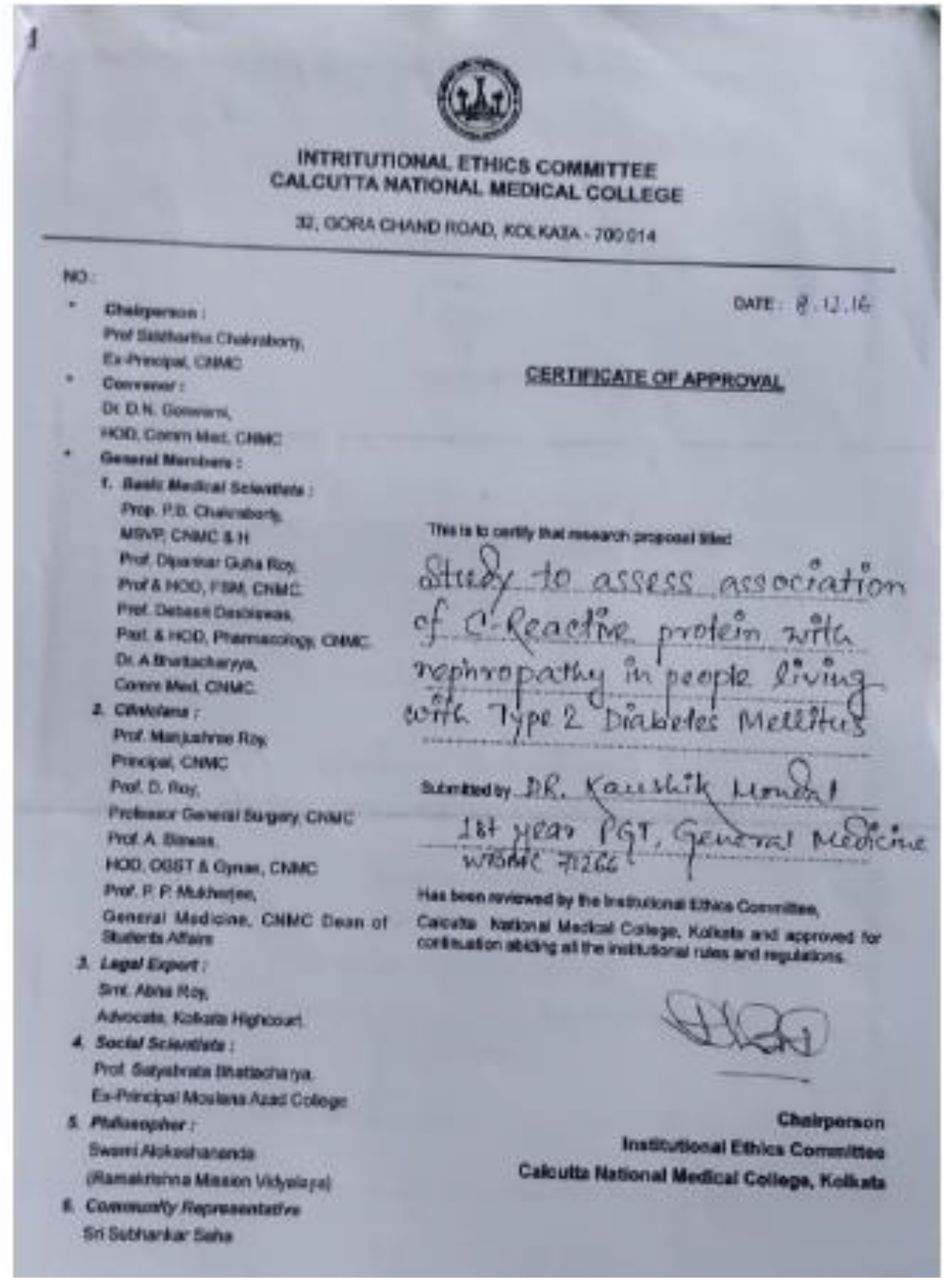 1
INTRITUTIONAL ETHICS COMMITTEE
CALCUTTA NATIONAL MEDICAL COLLEGE
32, GORA CHAND ROAD, KOLKATA - 700 014
NO :
DATE : 8.12.16
* Chairperson :
Prof Siddhartha Chakraborty,
Ex-Principal, CNMC
* Convenor :
Dr. D.N. Goswami,
HOD, Comm Med, CNMC
* General Members :
1. Basic Medical Scientists :
Prop. P.B. Chakraborty,
MSVP, CNMC & H
Prof. Dipankar Guha Roy,
Prof & HOD, FSM, CNMC.
Prof. Debasis Dasbiswas,
Prof. & HOD, Pharmacology, CNMC.
Dr. A Bhattacharyya,
Comm Med, CNMC.
2. Clinicians :
Prof. Manjushree Roy,
Principal, CNMC
Prof. D. Roy,
Professor General Surgery, CNMC
Prof. A. Biswas,
HOD, OBST & Gynae, CNMC
Prof. P. P. Mukherjee,
General Medicine, CNMC Dean of
Students Affairs
3. Legal Expert :
Smt. Abha Roy,
Advocate, Kolkata Highcourt.
4. Social Scientists :
Prof. Satyabrata Bhattacharya,
Ex-Principal Moulana Azad College
5. Philosopher :
Swami Alokeshananda
(Ramakrishna Mission Vidyalaya)
6. Community Representative
Sri Subhankar Saha
CERTIFICATE OF APPROVAL
This is to certify that research proposal titled
Study to assess association
of C-Reactive protein with
nephropathy in people living
with Type 2 Diabetes Mellitus
Submitted by DR. Kaushik Mondal
1st year PGT, General Medicine
WBMC 71266
Has been reviewed by the Institutional Ethics Committee,
Calcutta National Medical College, Kolkata and approved for
continuation abiding all the institutional rules and regulations.
Chairperson
Institutional Ethics Committee
Calcutta National Medical College, Kolkata